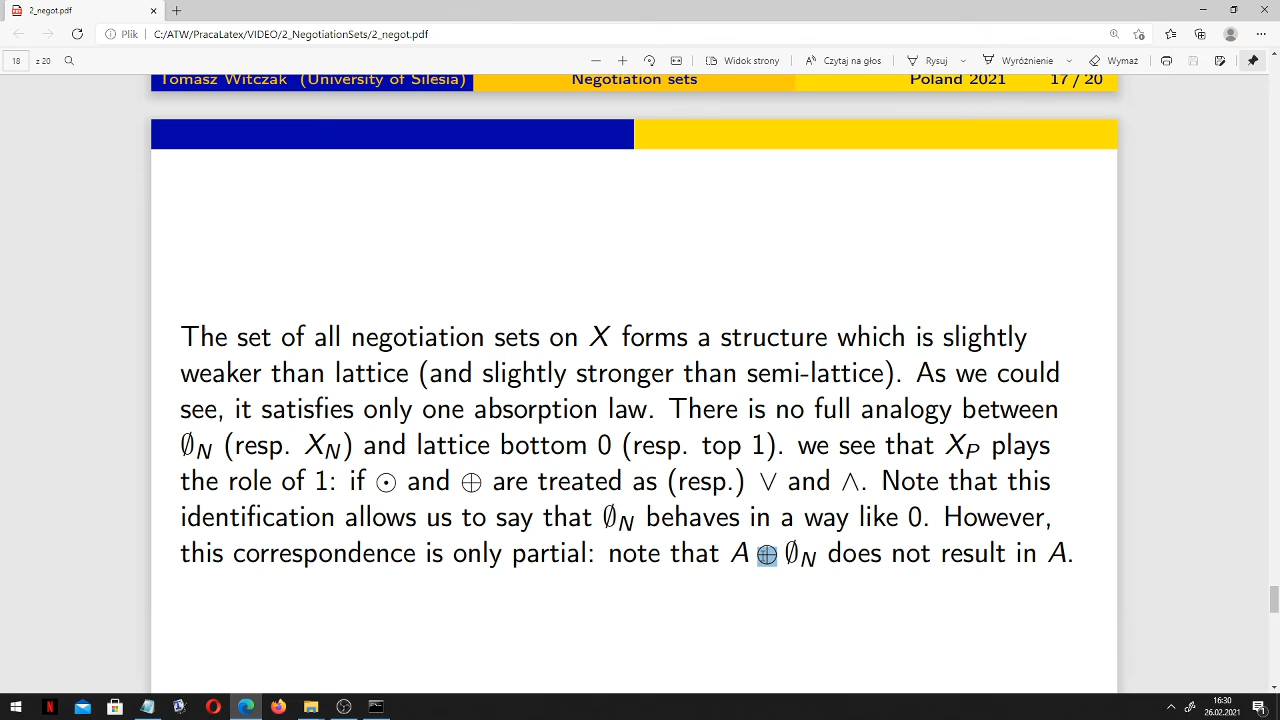 2_negot.pdf
Plik C:/ATW/PracaLatex/VIDEO/2_NegotiationSets/2_negot.pdf
18 z 20 Widok strony Czytaj na głos Rysuj Wyróżnienie Wymaż
Tomasz Witczak (University of Silesia) Negotiation sets Poland 2021 17 / 20
The set of all negotiation sets on X forms a structure which is slightly
weaker than lattice (and slightly stronger than semi-lattice). As we could
see, it satisfies only one absorption law. There is no full analogy between
∅_N (resp. X_N) and lattice bottom 0 (resp. top 1). we see that X_P plays
the role of 1: if ⊙ and ⊕ are treated as (resp.) ∨ and ∧. Note that this
identification allows us to say that ∅_N behaves in a way like 0. However,
this correspondence is only partial: note that A ⊕ ∅_N does not result in A.
16:30
26.02.2021